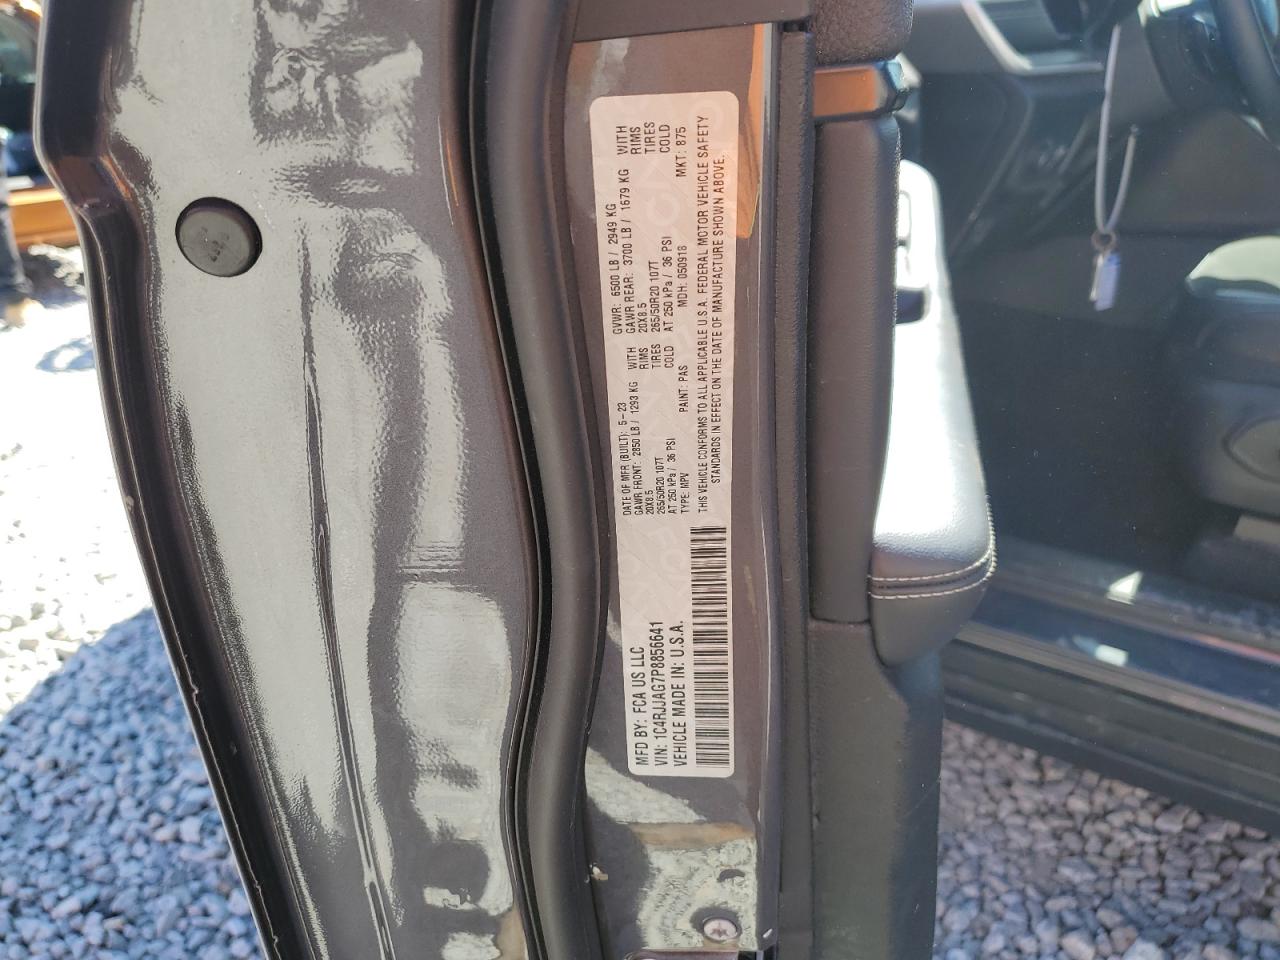 MFD BY: FCA US LLC
VIN: 1C4RJJAG7P8856641
VEHICLE MADE IN: U.S.A.
DATE OF MFR (BUILT): 5-23 GVWR: 6500 LB / 2949 KG
GAWR FRONT: 2850 LB / 1293 KG WITH GAWR REAR: 3700 LB / 1679 KG WITH
20X8.5 RIMS 20X8.5 RIMS
265/50R20 107T TIRES 265/50R20 107T TIRES
AT 250 kPa / 36 PSI COLD AT 250 kPa / 36 PSI COLD
TYPE: MPV PAINT: PAS MDH: 050918 MKT: 875
THIS VEHICLE CONFORMS TO ALL APPLICABLE U.S.A. FEDERAL MOTOR VEHICLE SAFETY
STANDARDS IN EFFECT ON THE DATE OF MANUFACTURE SHOWN ABOVE.